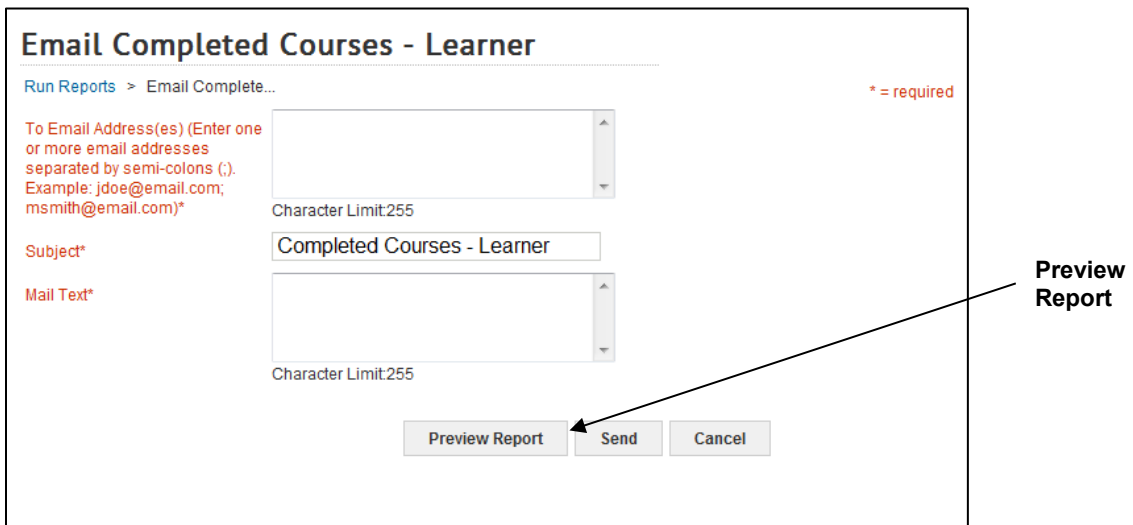 Email Completed Courses - Learner
Run Reports > Email Complete...
* = required
To Email Address(es) (Enter one
or more email addresses
separated by semi-colons (;).
Example: jdoe@email.com;
msmith@email.com)*
Character Limit:255
Subject*
Completed Courses - Learner
Mail Text*
Character Limit:255
Preview Report
Send
Cancel
Preview
Report